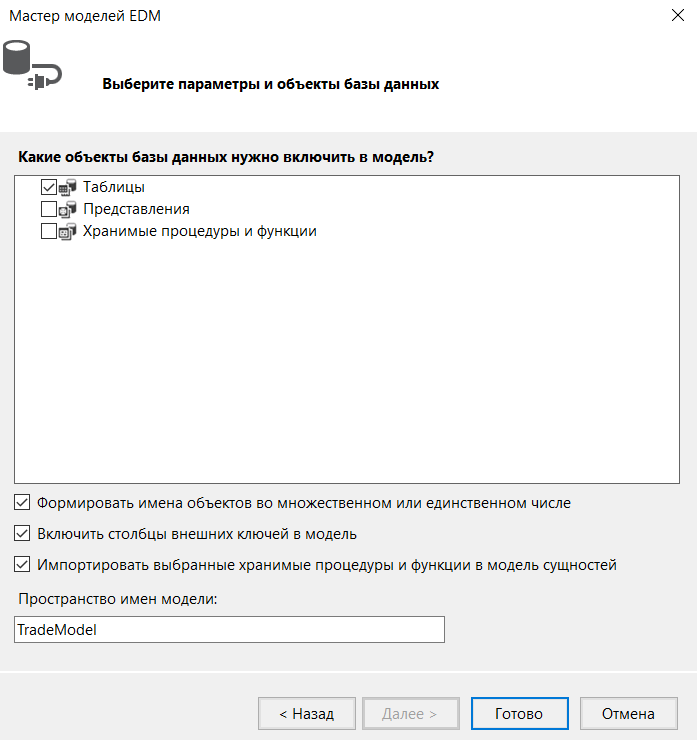 Мастер моделей EDM
Выберите параметры и объекты базы данных
Какие объекты базы данных нужно включить в модель?
Таблицы
Представления
Хранимые процедуры и функции
Формировать имена объектов во множественном или единственном числе
Включить столбцы внешних ключей в модель
Импортировать выбранные хранимые процедуры и функции в модель сущностей
Пространство имен модели:
TradeModel
< Назад Далее > Готово Отмена